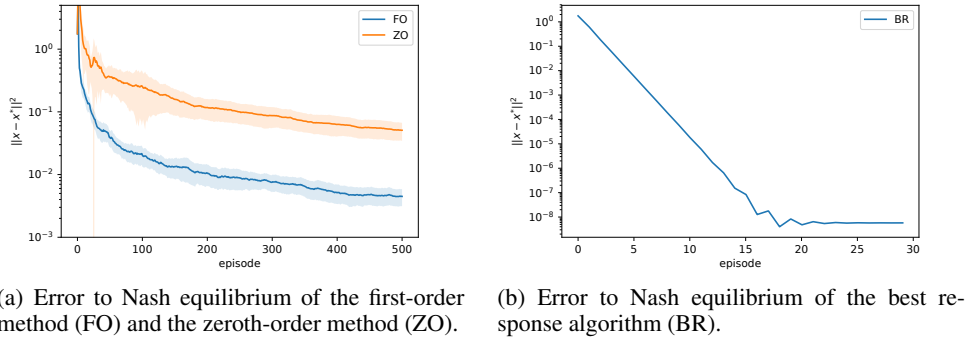 FO
ZO
10^0
10^-1
10^-2
10^-3
||x − x*||^2
0 100 200 300 400 500
episode
BR
10^0
10^-1
10^-2
10^-3
10^-4
10^-5
10^-6
10^-7
10^-8
||x − x*||^2
0 5 10 15 20 25 30
episode
(a) Error to Nash equilibrium of the first-order
method (FO) and the zeroth-order method (ZO).
(b) Error to Nash equilibrium of the best re-
sponse algorithm (BR).